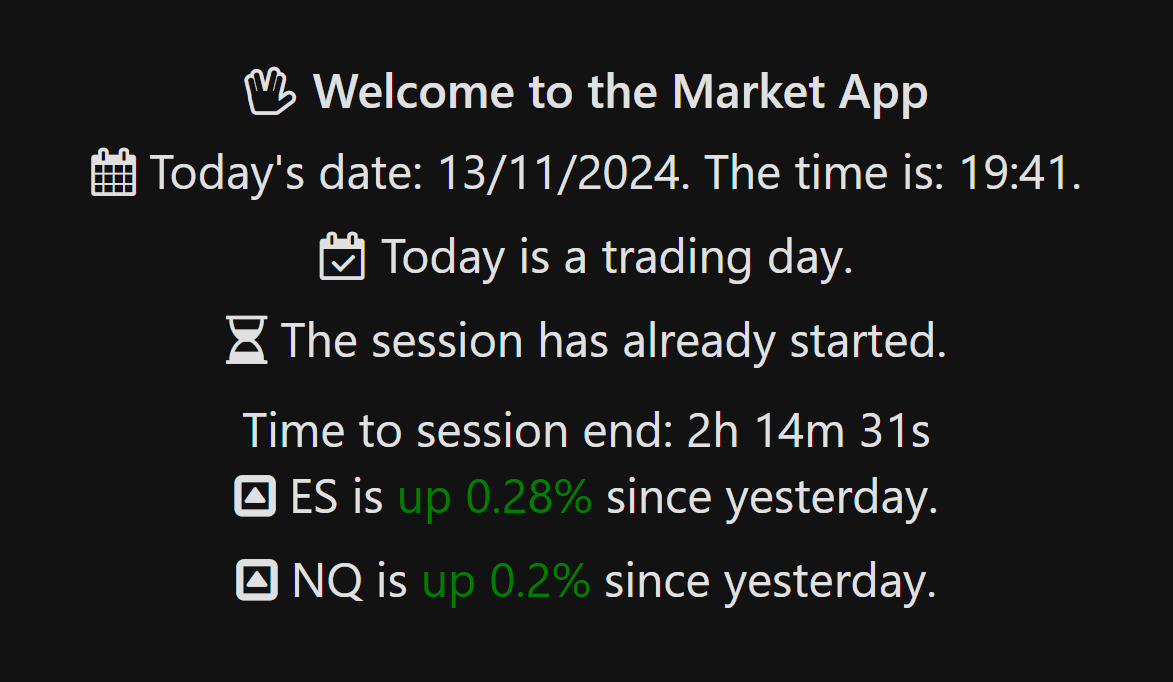 Welcome to the Market App
Today's date: 13/11/2024. The time is: 19:41.
Today is a trading day.
The session has already started.
Time to session end: 2h 14m 31s
ES is up 0.28% since yesterday.
NQ is up 0.2% since yesterday.